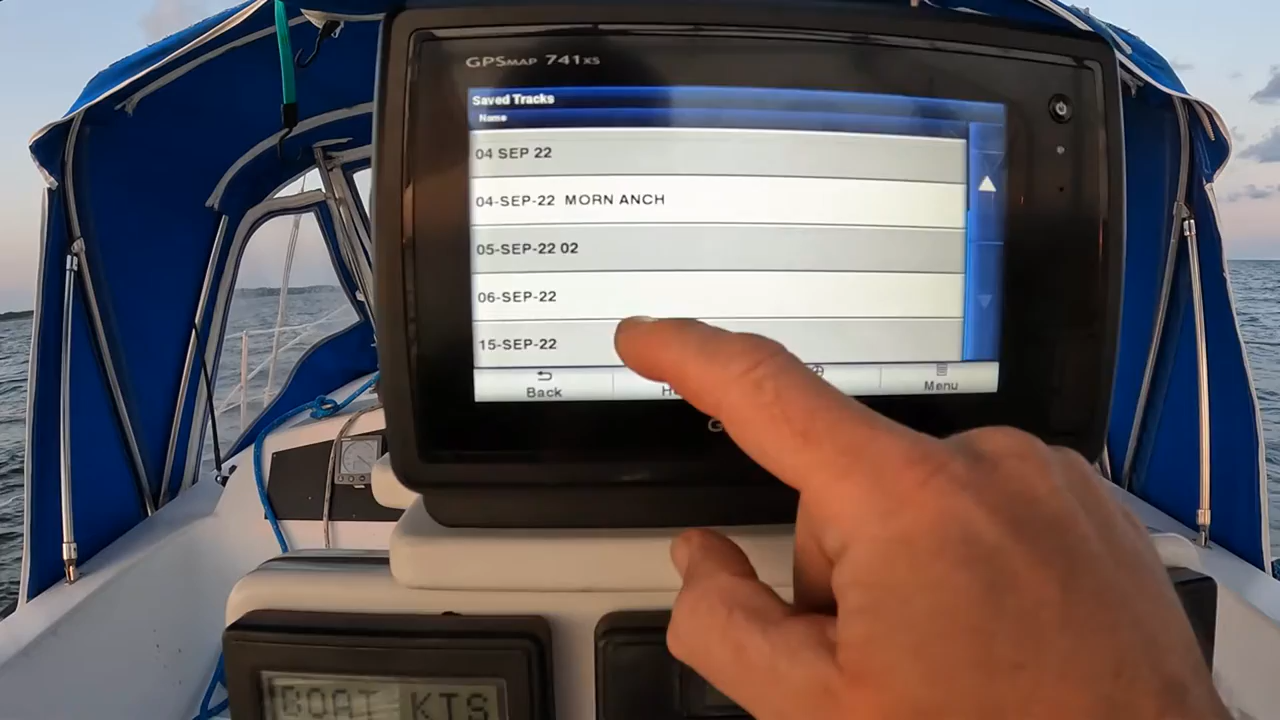 GPSMAP 741xs
Saved Tracks
Name
04 SEP 22
04-SEP-22 MORN ANCH
05-SEP-22 02
06-SEP-22
15-SEP-22
Back
Menu
BOAT KTS